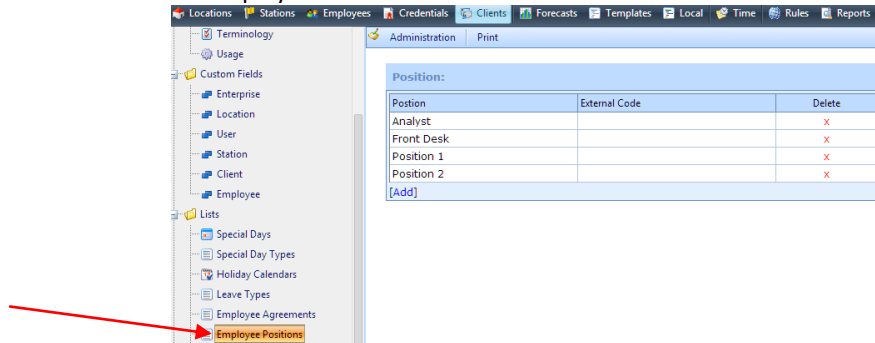 Locations Stations Employees Credentials Clients Forecasts Templates Local Time Rules Reports
Terminology
Usage
Custom Fields
Enterprise
Location
User
Station
Client
Employee
Lists
Special Days
Special Day Types
Holiday Calendars
Leave Types
Employee Agreements
Employee Positions
Administration Print
Position:
Postion External Code Delete
Analyst x
Front Desk x
Position 1 x
Position 2 x
[Add]